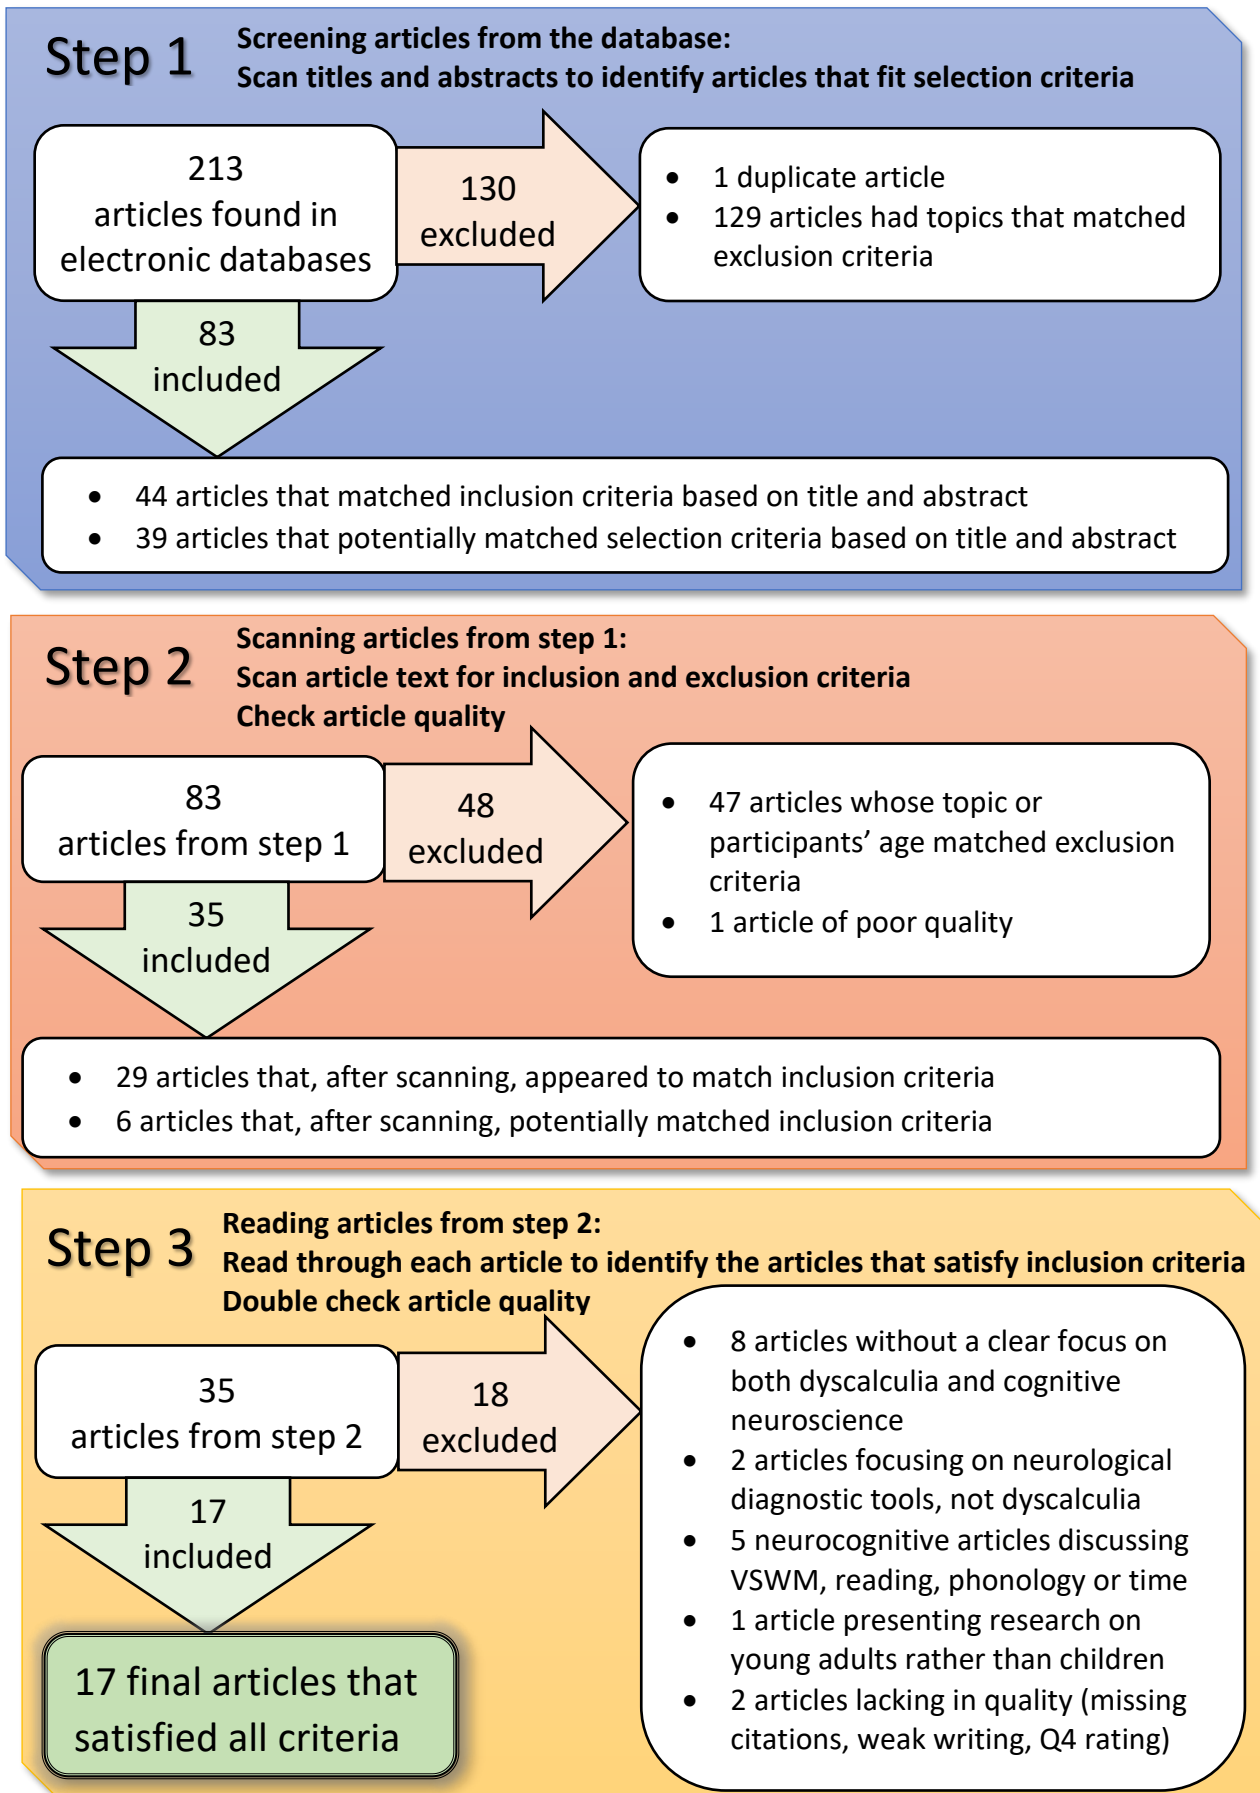 Step 1
Screening articles from the database:
Scan titles and abstracts to identify articles that fit selection criteria
213
articles found in
electronic databases
130
excluded
• 1 duplicate article
• 129 articles had topics that matched
exclusion criteria
83
included
• 44 articles that matched inclusion criteria based on title and abstract
• 39 articles that potentially matched selection criteria based on title and abstract
Step 2
Scanning articles from step 1:
Scan article text for inclusion and exclusion criteria
Check article quality
83
articles from step 1
48
excluded
• 47 articles whose topic or
participants’ age matched exclusion
criteria
• 1 article of poor quality
35
included
• 29 articles that, after scanning, appeared to match inclusion criteria
• 6 articles that, after scanning, potentially matched inclusion criteria
Step 3
Reading articles from step 2:
Read through each article to identify the articles that satisfy inclusion criteria
Double check article quality
35
articles from step 2
18
excluded
• 8 articles without a clear focus on
both dyscalculia and cognitive
neuroscience
• 2 articles focusing on neurological
diagnostic tools, not dyscalculia
• 5 neurocognitive articles discussing
VSWM, reading, phonology or time
• 1 article presenting research on
young adults rather than children
• 2 articles lacking in quality (missing
citations, weak writing, Q4 rating)
17
included
17 final articles that
satisfied all criteria